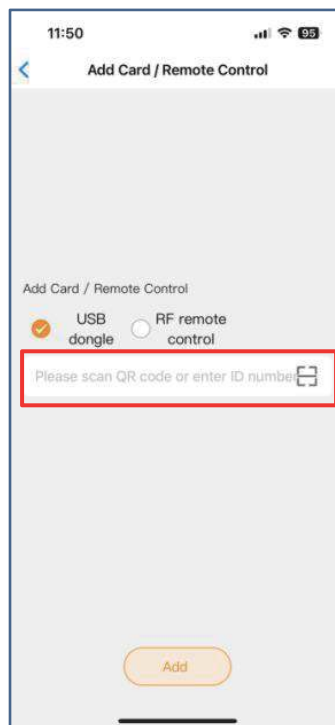 11:50
95
Add Card / Remote Control
Add Card / Remote Control
USB
dongle
RF remote
control
Please scan QR code or enter ID number
Add